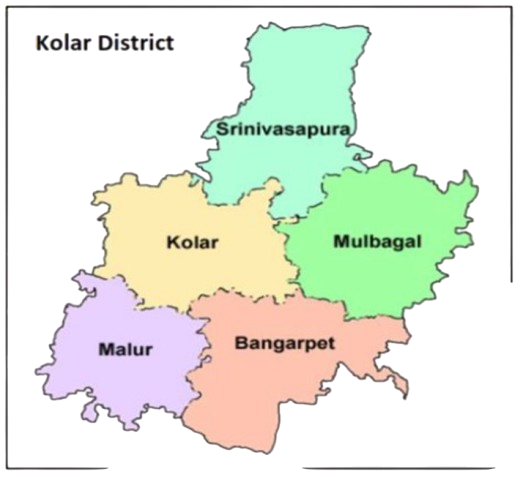 Kolar District
Srinivasapura
Kolar
Mulbagal
Malur
Bangarpet